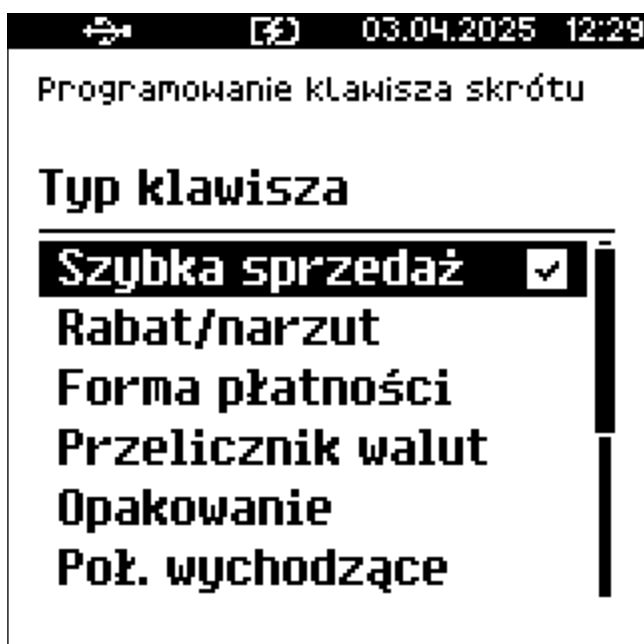 03.04.2025 12:29
Programowanie klawisza skrótu
Typ klawisza
Szybka sprzedaż
Rabat/narzut
Forma płatności
Przelicznik walut
Opakowanie
Poł. wychodzące